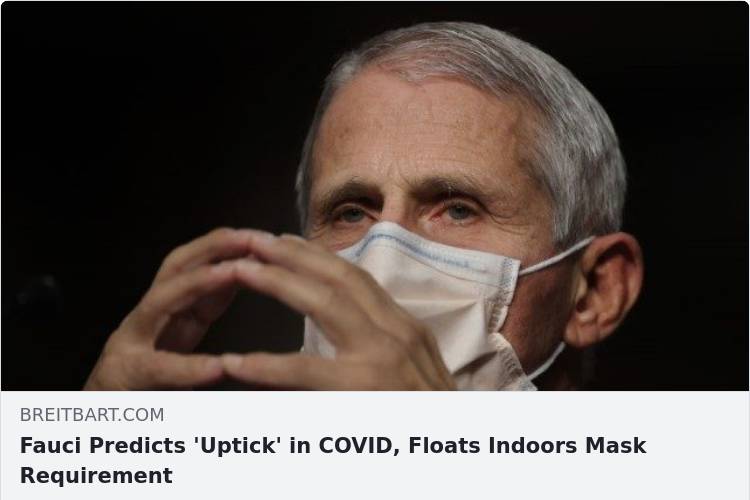 BREITBART.COM
Fauci Predicts 'Uptick' in COVID, Floats Indoors Mask
Requirement